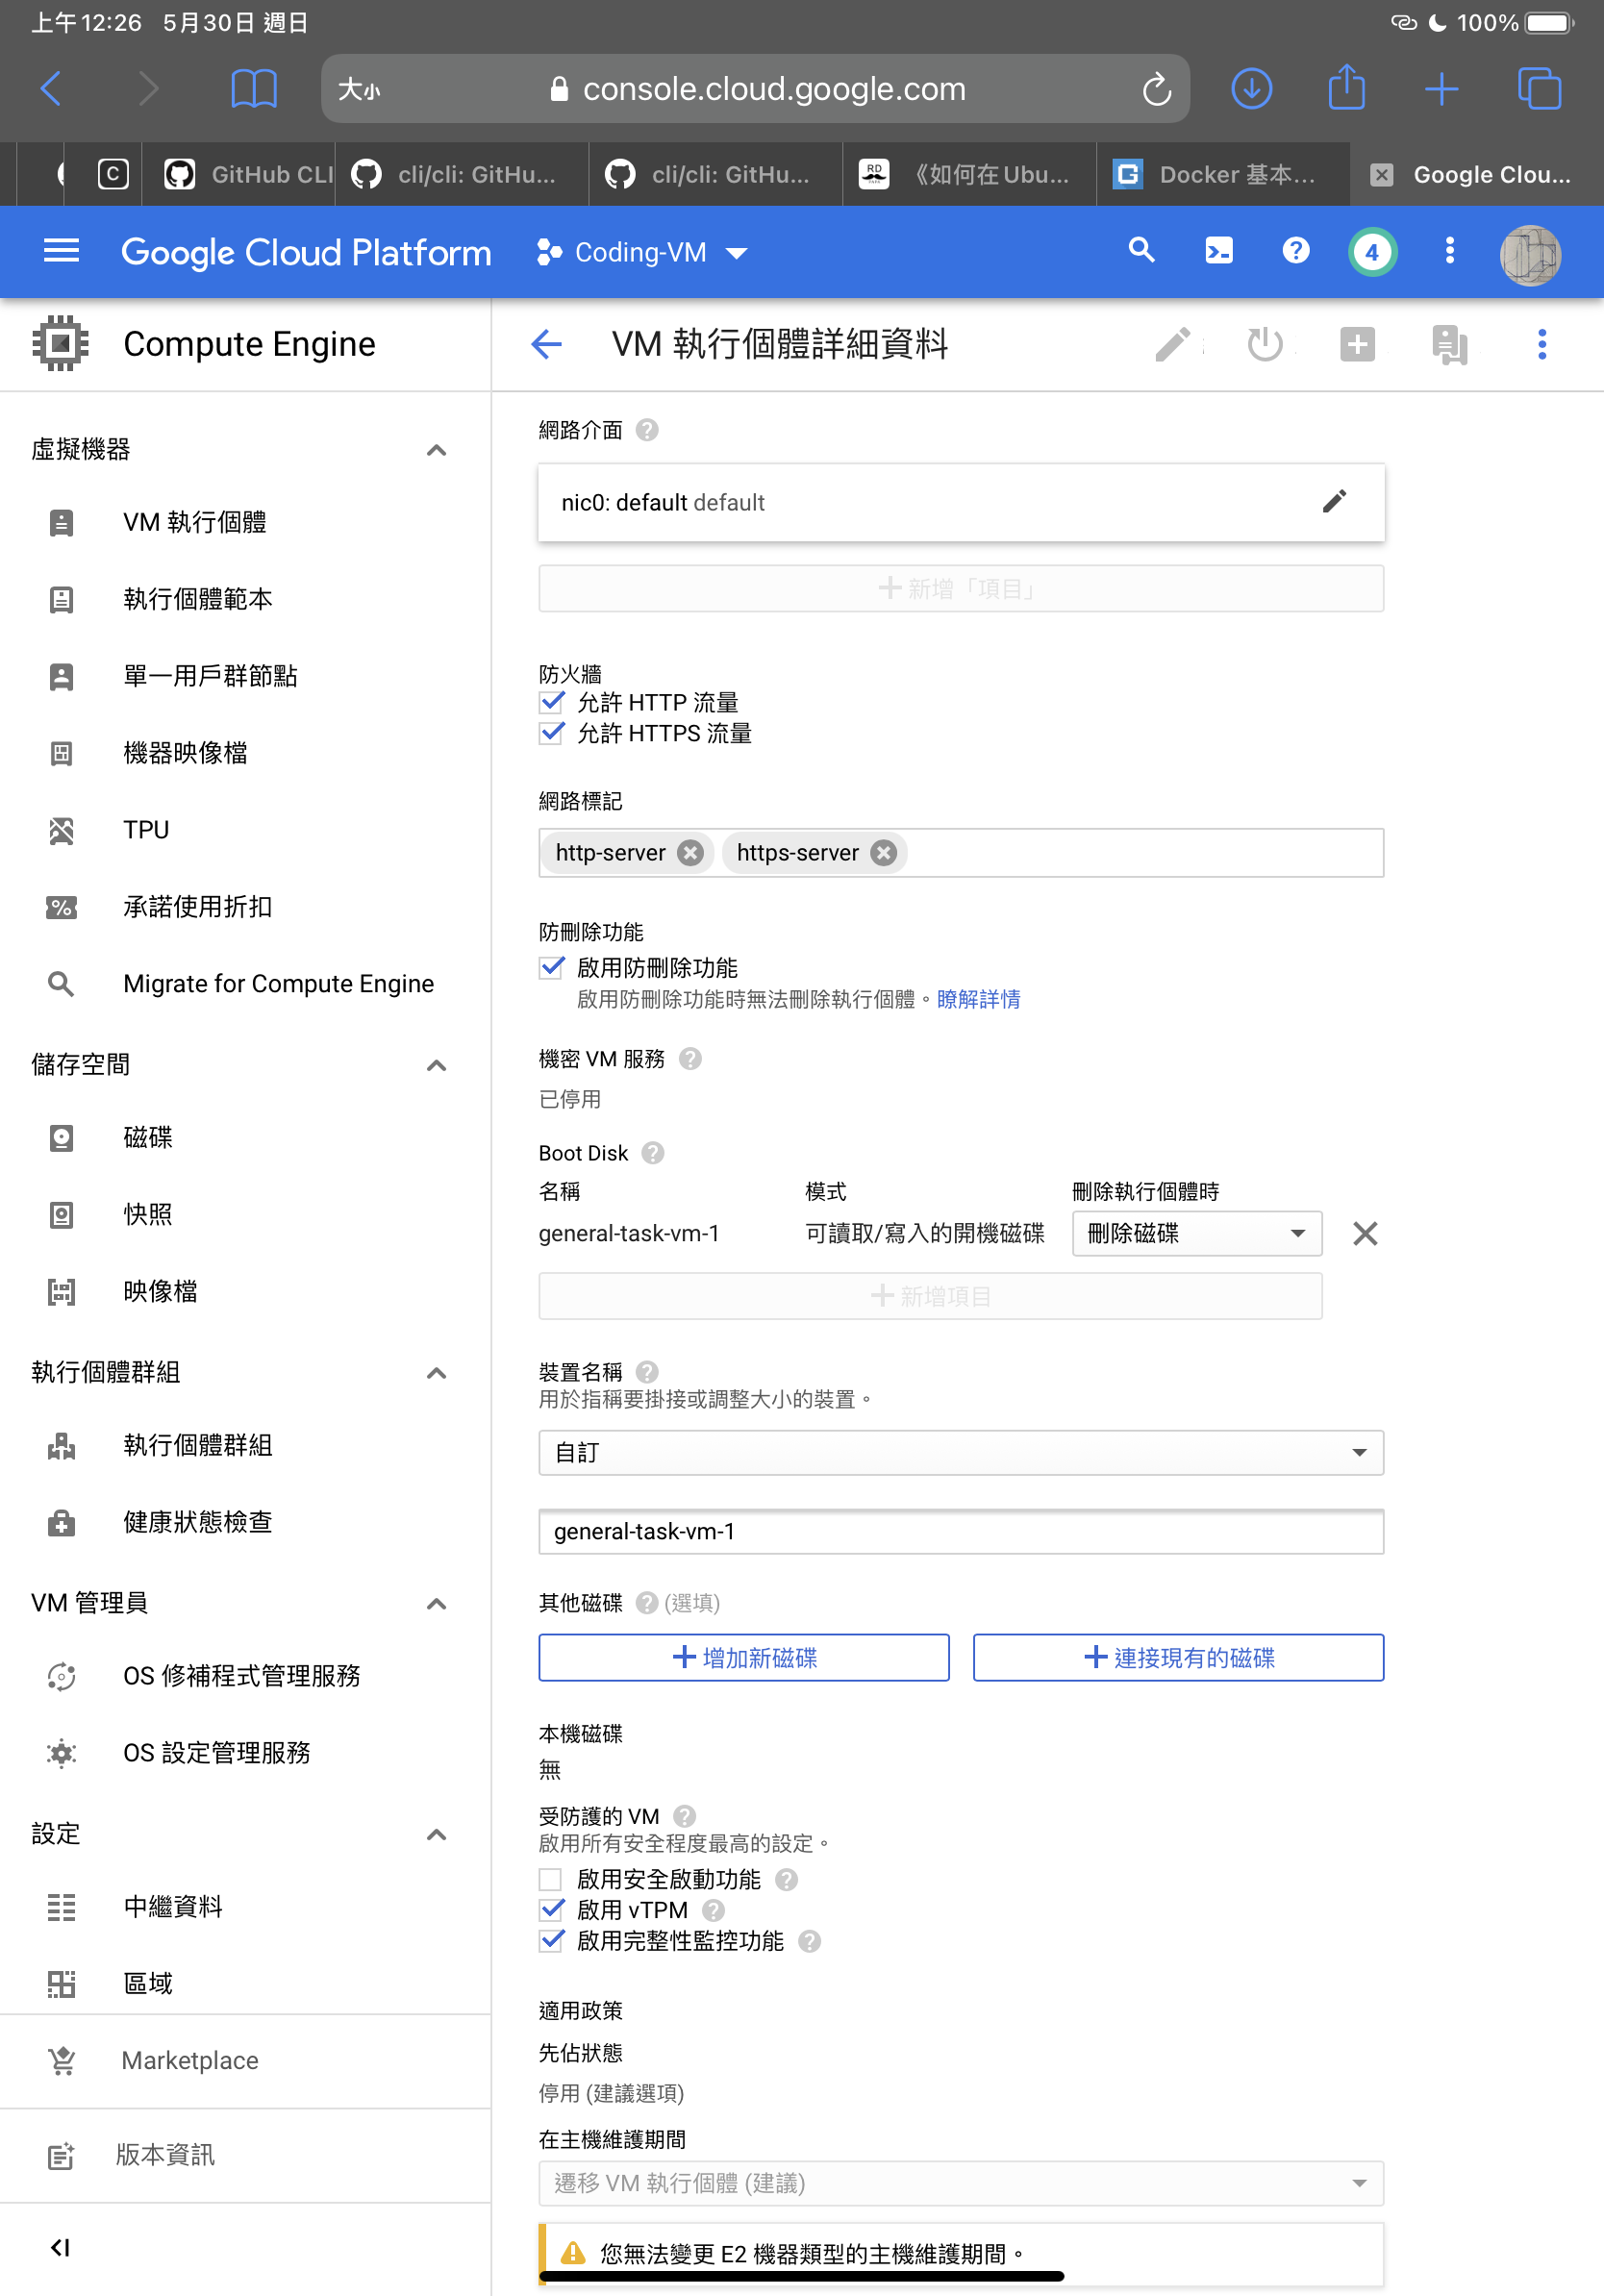 上午12:26 5月30日 週日
100%
大小 console.cloud.google.com
C GitHub CLI cli/cli: GitHu... cli/cli: GitHu... RD 《如何在Ubu... G Docker 基本... Google Clou...
Google Cloud Platform Coding-VM 4
Compute Engine
虛擬機器
VM 執行個體
執行個體範本
單一用戶群節點
機器映像檔
TPU
承諾使用折扣
Migrate for Compute Engine
儲存空間
磁碟
快照
映像檔
執行個體群組
執行個體群組
健康狀態檢查
VM 管理員
OS 修補程式管理服務
OS 設定管理服務
設定
中繼資料
區域
Marketplace
版本資訊
VM 執行個體詳細資料
網路介面
nic0: default default
新增「項目」
防火牆
允許 HTTP 流量
允許 HTTPS 流量
網路標記
http-server https-server
防刪除功能
啟用防刪除功能
啟用防刪除功能時無法刪除執行個體。瞭解詳情
機密 VM 服務
已停用
Boot Disk
名稱 模式 刪除執行個體時
general-task-vm-1 可讀取/寫入的開機磁碟 刪除磁碟
新增項目
裝置名稱
用於指稱要掛接或調整大小的裝置。
自訂
general-task-vm-1
其他磁碟 (選填)
增加新磁碟 連接現有的磁碟
本機磁碟
無
受防護的 VM
啟用所有安全程度最高的設定。
啟用安全啟動功能
啟用 vTPM
啟用完整性監控功能
適用政策
先佔狀態
停用 (建議選項)
在主機維護期間
遷移 VM 執行個體 (建議)
您無法變更 E2 機器類型的主機維護期間。